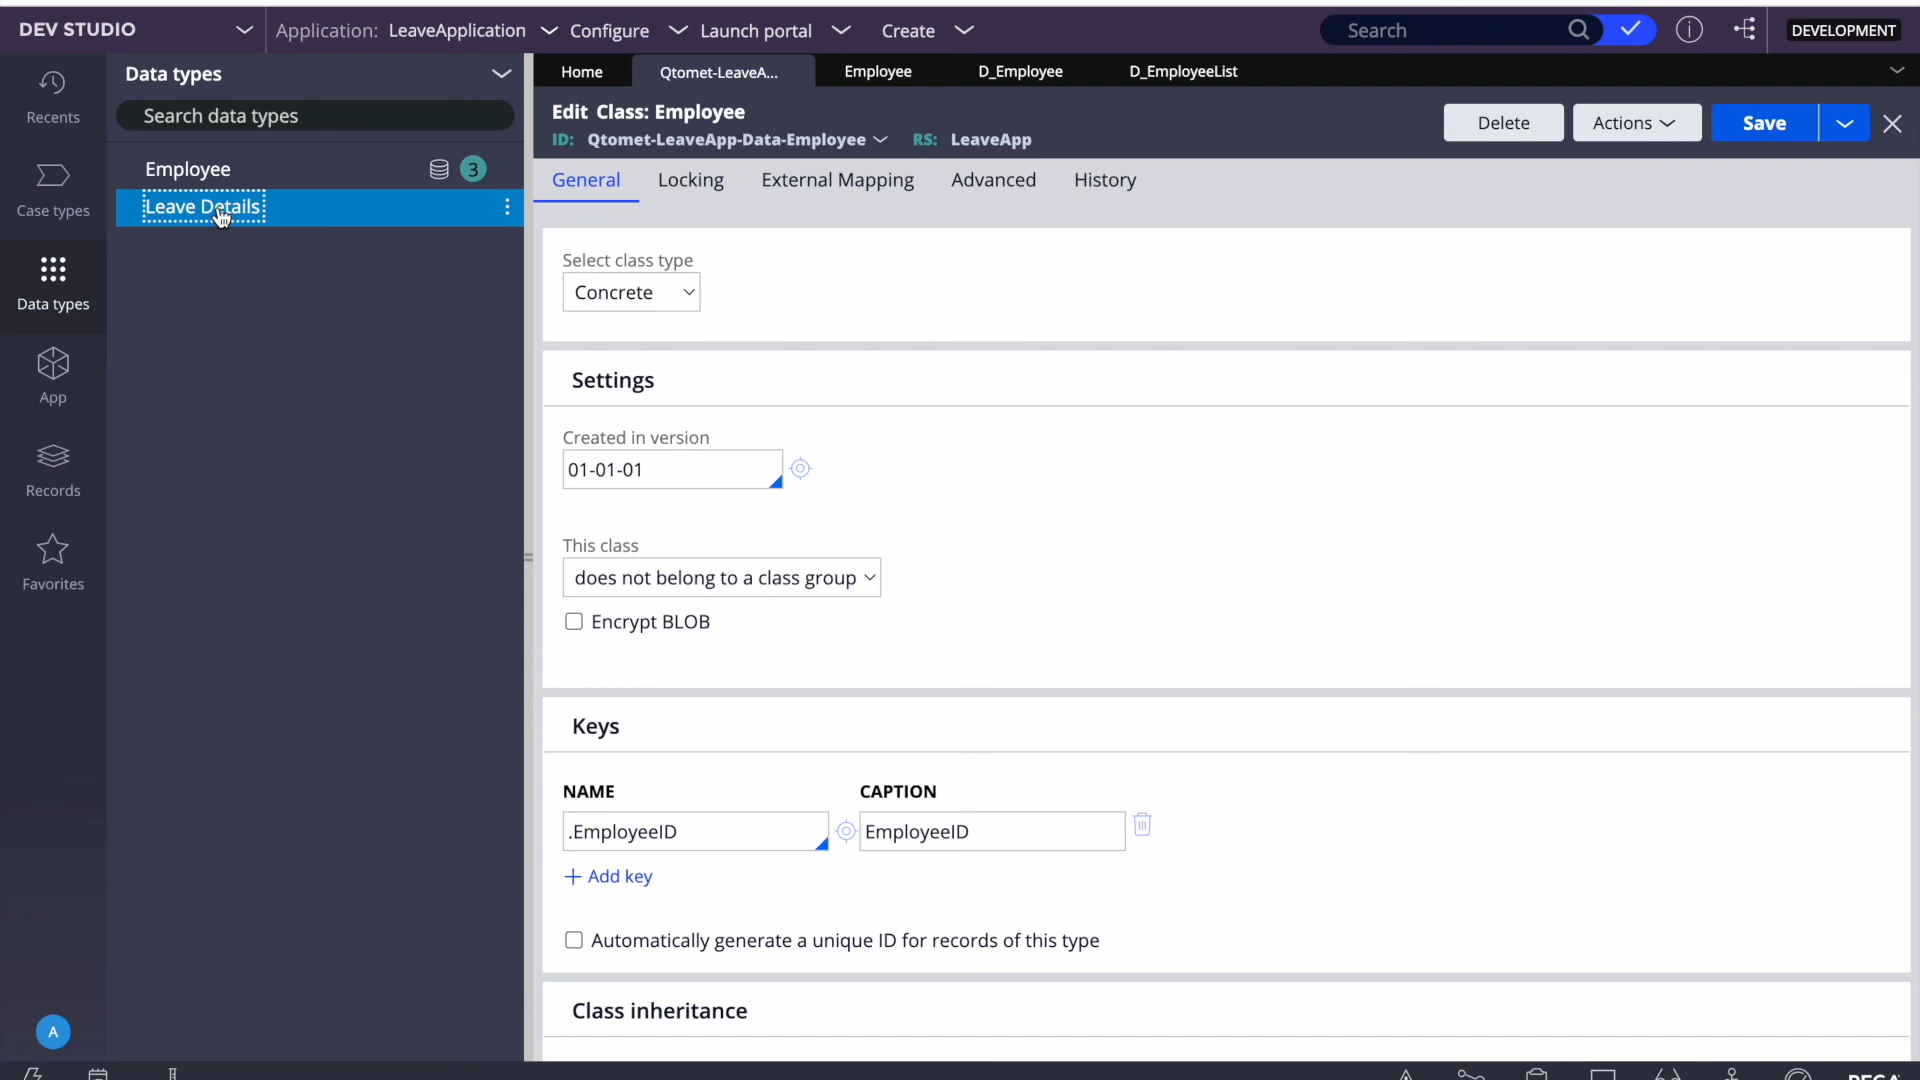 DEV STUDIO
Application: LeaveApplication
Configure
Launch portal
Create
Search
DEVELOPMENT
Recents
Case types
Data types
App
Records
Favorites
A
Data types
Search data types
Employee
3
Leave Details
Home
Qtomet-LeaveA...
Employee
D_Employee
D_EmployeeList
Edit Class: Employee
ID: Qtomet-LeaveApp-Data-Employee RS: LeaveApp
Delete
Actions
Save
General
Locking
External Mapping
Advanced
History
Select class type
Concrete
Settings
Created in version
01-01-01
This class
does not belong to a class group
Encrypt BLOB
Keys
NAME
CAPTION
.EmployeeID
EmployeeID
+ Add key
Automatically generate a unique ID for records of this type
Class inheritance
PEGA